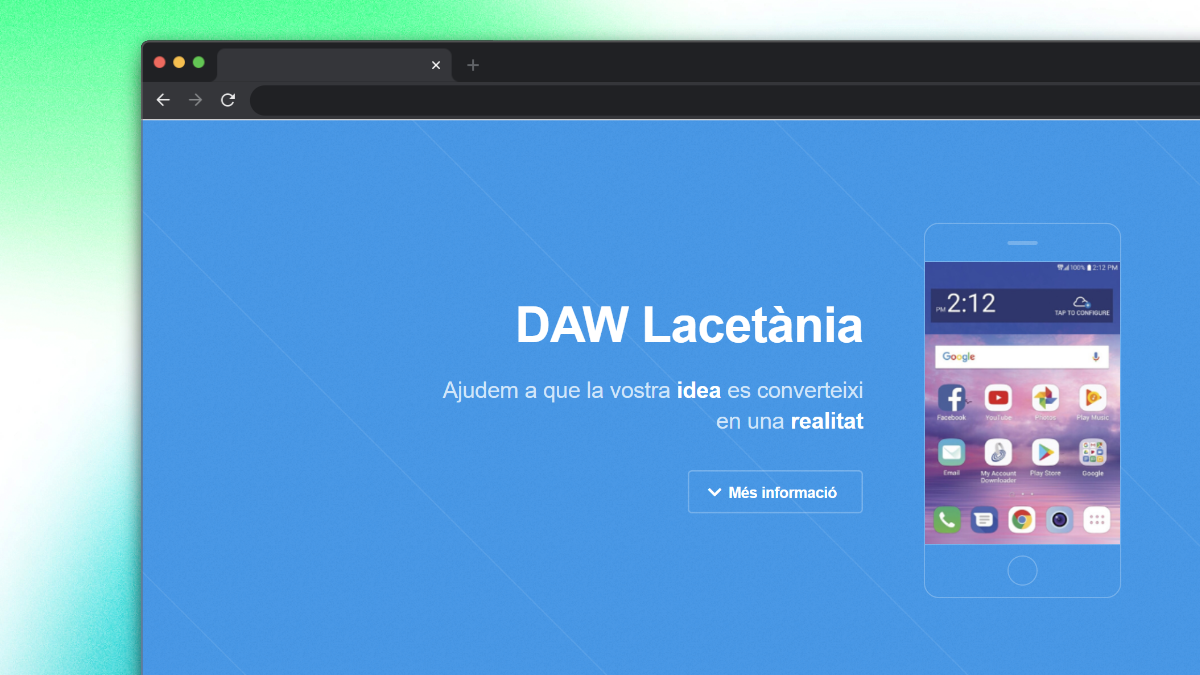 DAW Lacetània
Ajudem a que la vostra idea es converteixi
en una realitat
Més informació
100% 2:12 PM
PM 2:12
TAP TO CONFIGURE
Google
Facebook YouTube Photos Play Music
Email My Account Play Store Google
Downloader